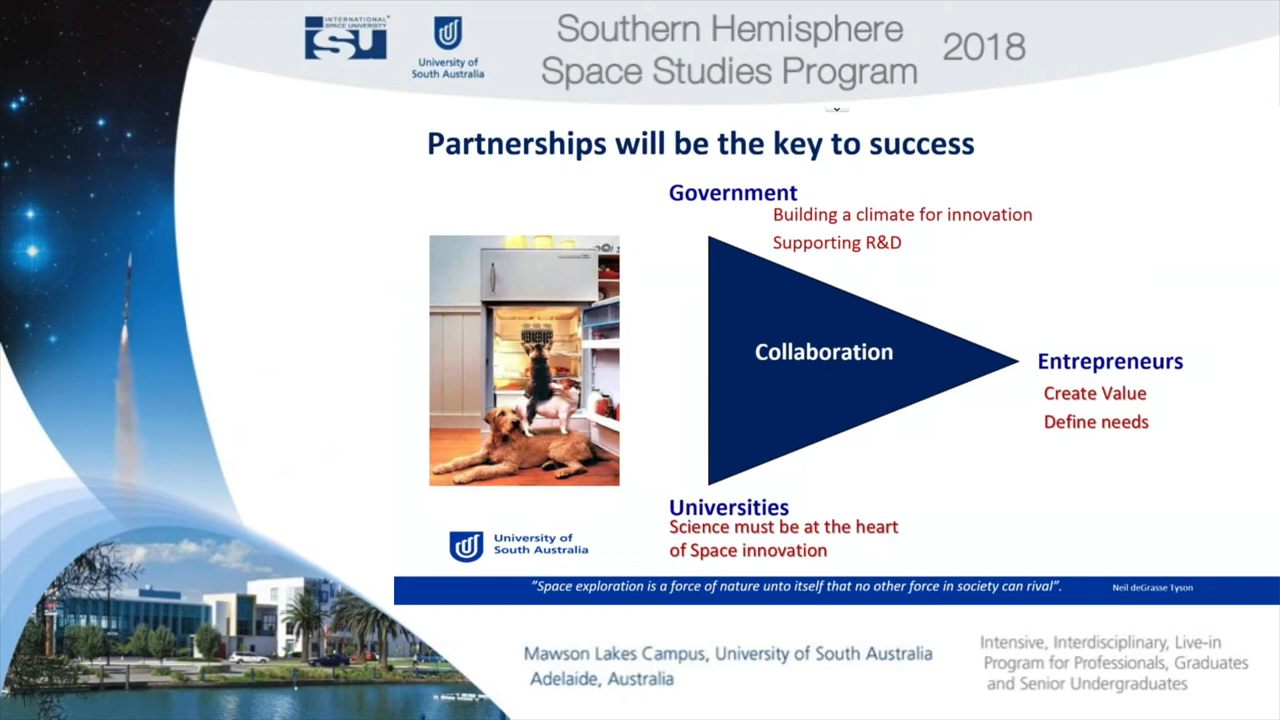 INTERNATIONAL
SPACE UNIVERSITY
ISU
University of
South Australia
Southern Hemisphere
Space Studies Program
2018
Partnerships will be the key to success
Government
Building a climate for innovation
Supporting R&D
Collaboration
Entrepreneurs
Create Value
Define needs
Universities
Science must be at the heart
of Space innovation
University of
South Australia
"Space exploration is a force of nature unto itself that no other force in society can rival".
Neil deGrasse Tyson
Mawson Lakes Campus, University of South Australia
Adelaide, Australia
Intensive, Interdisciplinary, Live-in
Program for Professionals, Graduates
and Senior Undergraduates